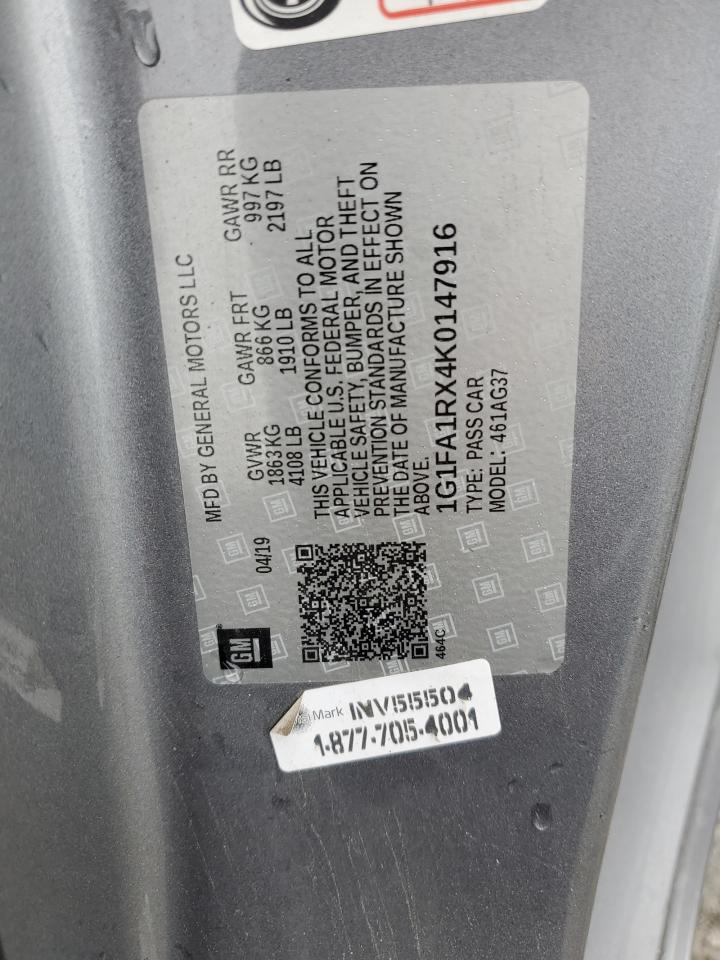 MFD BY GENERAL MOTORS LLC
GVWR GAWR FRT GAWR RR
1863KG 866 KG 997 KG
4108 LB 1910 LB 2197 LB
04/19
THIS VEHICLE CONFORMS TO ALL
APPLICABLE U.S. FEDERAL MOTOR
VEHICLE SAFETY, BUMPER, AND THEFT
PREVENTION STANDARDS IN EFFECT ON
THE DATE OF MANUFACTURE SHOWN
ABOVE.
1G1FA1RX4K0147916
TYPE: PASS CAR
MODEL: 461AG37
GM
464C
Mark INV55504
1-877-705-4001